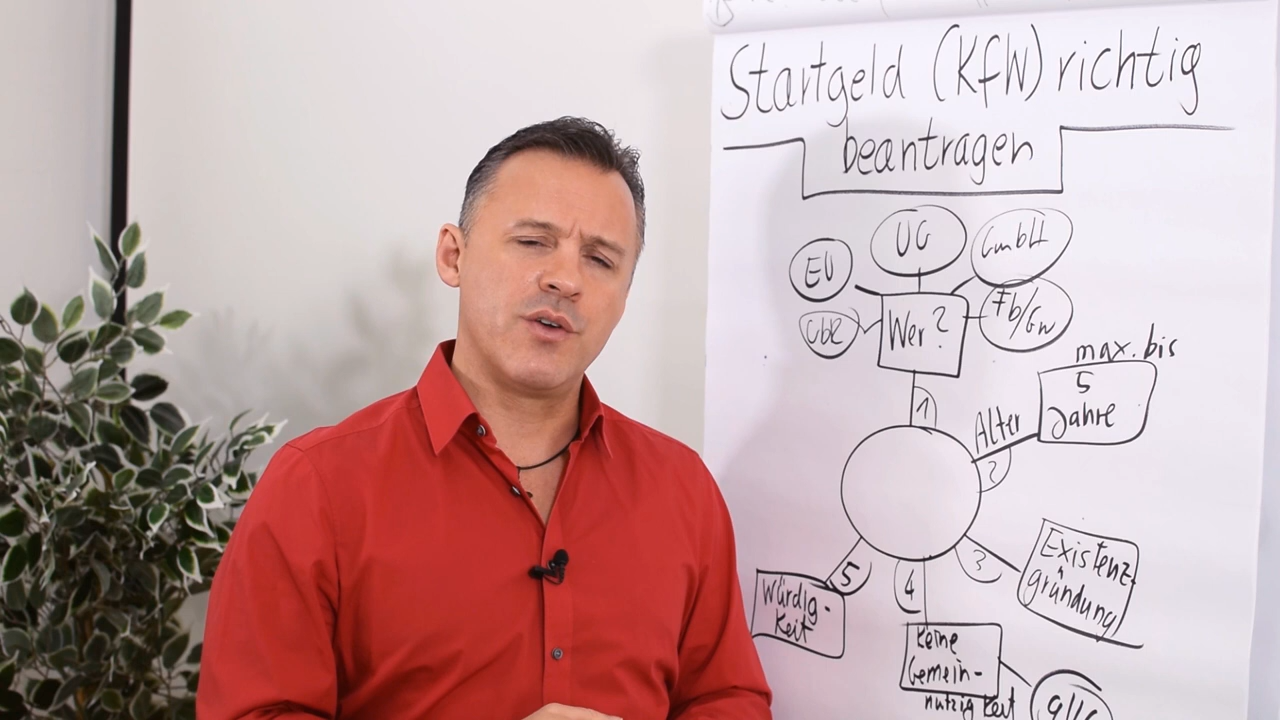 Startgeld (KfW) richtig
beantragen
UG
GmbH
EU
GbR
Wer?
Fb/Gw
1
max. bis
5
Jahre
Alter
2
3
Existenz-
gründung
4
Keine
Gemein-
nutzigkeit
5
Würdig-
keit